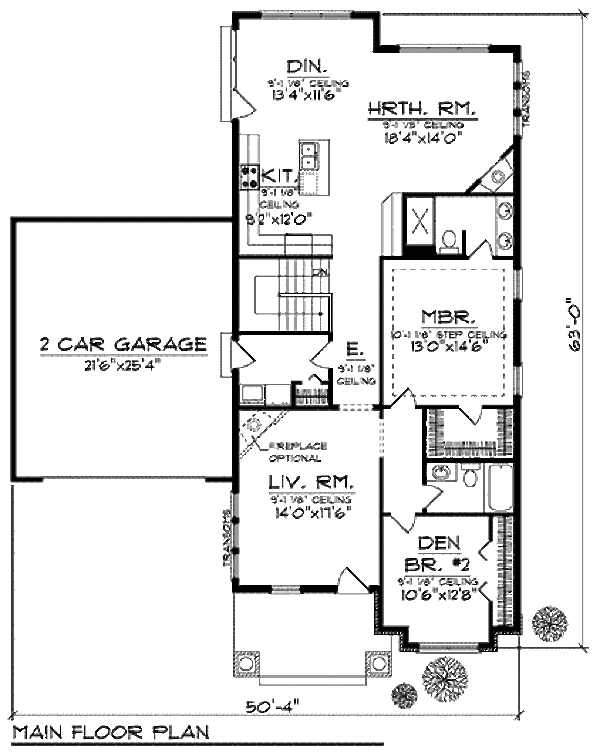 DIN.
9'-1 1/8" CEILING
13'4"x11'6"
HRTH. RM.
9'-1 1/8" CEILING
18'4"x14'0"
TRANSOMS
KIT.
9'-1 1/8"
CEILING
9'2"x12'0"
DN.
2 CAR GARAGE
21'6"x25'4"
MBR.
10'-1 1/8" STEP CEILING
13'0"x14'6"
E.
9'-1 1/8"
CEILING
63'-0"
FIREPLACE
OPTIONAL
LIV. RM.
9'-1 1/8" CEILING
14'0"x17'6"
TRANSOMS
DEN
BR. #2
9'-1 1/8" CEILING
10'6"x12'8"
50'-4"
MAIN FLOOR PLAN